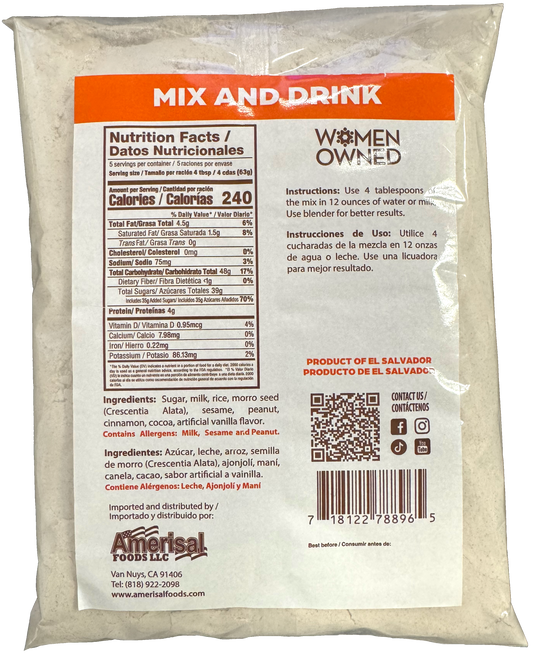 MIX AND DRINK
Nutrition Facts /
Datos Nutricionales
5 servings per container / 5 raciones por envase
Serving size / Tamaño por ración 4 tbsp / 4 cdas (63g)
Amount per Serving / Cantidad por ración
Calories / Calorías 240
% Daily Value* / Valor Diario*
Total Fat/Grasa Total 4.5g 6%
Saturated Fat/ Grasa Saturada 1.5g 8%
Trans Fat/ Grasa Trans 0g
Cholesterol/ Colesterol 0mg 0%
Sodium/ Sodio 75mg 3%
Total Carbohydrate/ Carbohidrato Total 48g 17%
Dietary Fiber/ Fibra Dietética <1g 0%
Total Sugars/ Azúcares Totales 39g
Includes 35g Added Sugars/ Incluidos 35g Azúcares Añadidos 70%
Protein/ Proteínas 4g
Vitamin D/ Vitamina D 0.95mcg 4%
Calcium/ Calcio 7.98mg 0%
Iron/ Hierro 0.22mg 0%
Potassium / Potasio 86.13mg 2%
Ingredients: Sugar, milk, rice, morro seed
(Crescentia Alata), sesame, peanut,
cinnamon, cocoa, artificial vanilla flavor.
Contains Allergens: Milk, Sesame and Peanut.
Ingredientes: Azúcar, leche, arroz, semilla
de morro (Crescentia Alata), ajonjolí, maní,
canela, cacao, sabor artificial a vainilla.
Contiene Alérgenos: Leche, Ajonjolí y Maní
Imported and distributed by /
Importado y distribuido por:
Amerisal
FOODS LLC
Van Nuys, CA 91406
Tel: (818) 922-2098
www.amerisalfoods.com
WOMEN
OWNED
Instructions: Use 4 tablespoons
the mix in 12 ounces of water or milk.
Use blender for better results.
Instrucciones de Uso: Utilice 4
cucharadas de la mezcla en 12 onzas
de agua o leche. Use una licuadora
para mejor resultado.
PRODUCT OF EL SALVADOR
PRODUCTO DE EL SALVADOR
CONTACT US /
CONTÁCTENOS
You Tube
7 18122 78896 5
Best before / Consumir antes de: